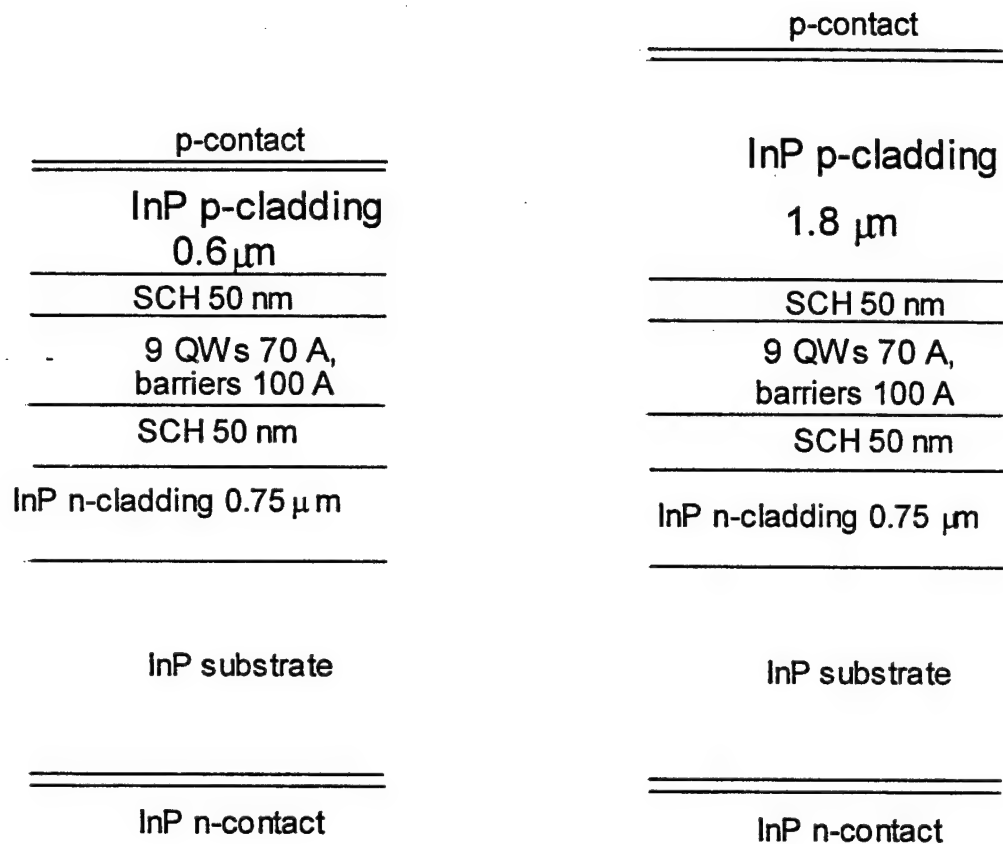 p-contact
InP p-cladding
0.6 μm
SCH 50 nm
9 QWs 70 A,
barriers 100 A
SCH 50 nm
InP n-cladding 0.75 μ m
InP substrate
InP n-contact
p-contact
InP p-cladding
1.8 μm
SCH 50 nm
9 QWs 70 A,
barriers 100 A
SCH 50 nm
InP n-cladding 0.75 μm
InP substrate
InP n-contact